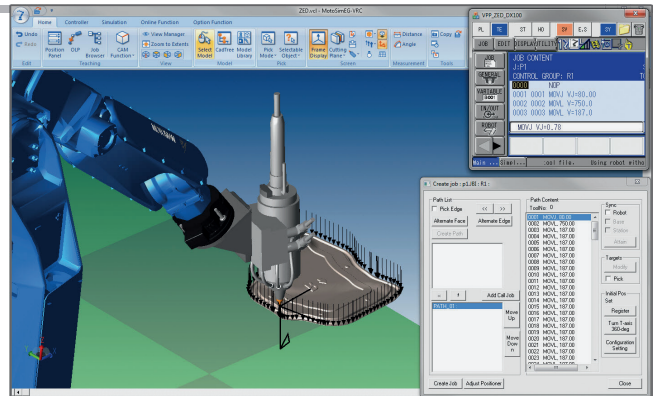 ZED.vcl - MotoSimEG-VRC
Home Controller Simulation Online Function Option Function
Undo
Redo
Edit
Position Panel
OLP
Job Browser
CAM Function
Teaching
View Manager
Zoom to Extents
View
Select Model
CadTree
Model Library
Model
Pick Mode
Selectable Object
Pick
Frame Display
Cutting Plane
Screen
Distance
Angle
Measurement
Copy
Tools
VPP_ZED_DX100
PL TE ST HO SV E.S SY
JOB EDIT DISPLAY UTILITY
JOB
GENERAL
VARIABLE
B001
IN/OUT
ROBOT
JOB CONTENT
J:P1
CONTROL GROUP: R1
0000 NOP
0001 0001 MOVJ VJ=80.00
0002 0002 MOVL V=750.0
0003 0003 MOVL V=187.0
MOVJ VJ=0.78
Create job : p1.JBI : R1 :
Path List
Pick Edge
<< >>
Alternate Face
Alternate Edge
Create Path
Add Call Job
PATH_01 :
Move Up
Move Down
Create Job
Adjust Positioner
Path Content
ToolNo 0
0001 MOVJ, 80.00
0002 MOVL, 750.00
0003 MOVL, 187.00
0004 MOVL, 187.00
0005 MOVL, 187.00
0006 MOVL, 187.00
0007 MOVL, 187.00
0008 MOVL, 187.00
0009 MOVL, 187.00
0010 MOVL, 187.00
0011 MOVL, 187.00
0012 MOVL, 187.00
0013 MOVL, 187.00
0014 MOVL, 187.00
0015 MOVL, 187.00
0016 MOVL, 187.00
0017 MOVL, 187.00
0018 MOVL, 187.00
0019 MOVL, 187.00
0020 MOVL, 187.00
0021 MOVL, 187.00
0022 MOVL, 187.00
0023 MOVL, 187.00
Sync
Robot
Base
Station
Attain
Targets
Modify
Pick
Initial Pos
Set
Register
Turn T-axis 360-deg
Configuration Setting
Close